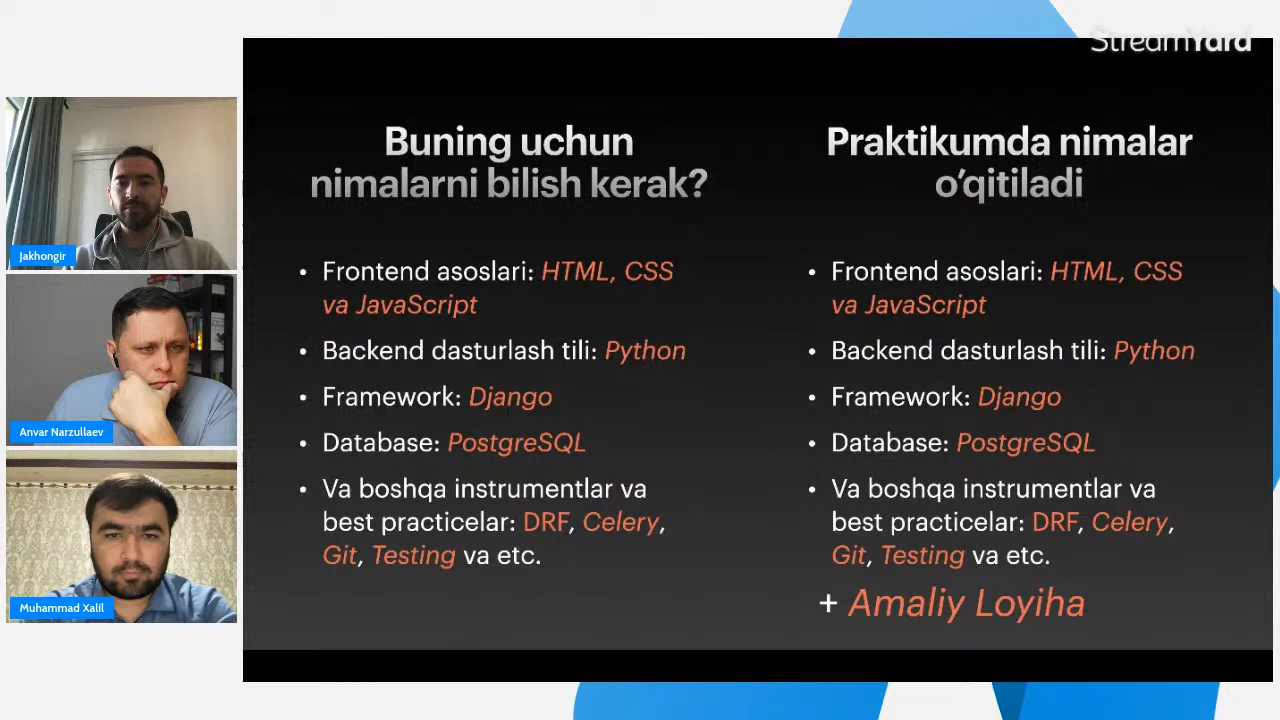 StreamYard
Jakhongir
Anvar Narzullaev
Muhammad Xalil
Buning uchun
nimalarni bilish kerak?
• Frontend asoslari: HTML, CSS
va JavaScript
• Backend dasturlash tili: Python
• Framework: Django
• Database: PostgreSQL
• Va boshqa instrumentlar va
best practicelar: DRF, Celery,
Git, Testing va etc.
Praktikumda nimalar
o’qitiladi
• Frontend asoslari: HTML, CSS
va JavaScript
• Backend dasturlash tili: Python
• Framework: Django
• Database: PostgreSQL
• Va boshqa instrumentlar va
best practicelar: DRF, Celery,
Git, Testing va etc.
+ Amaliy Loyiha